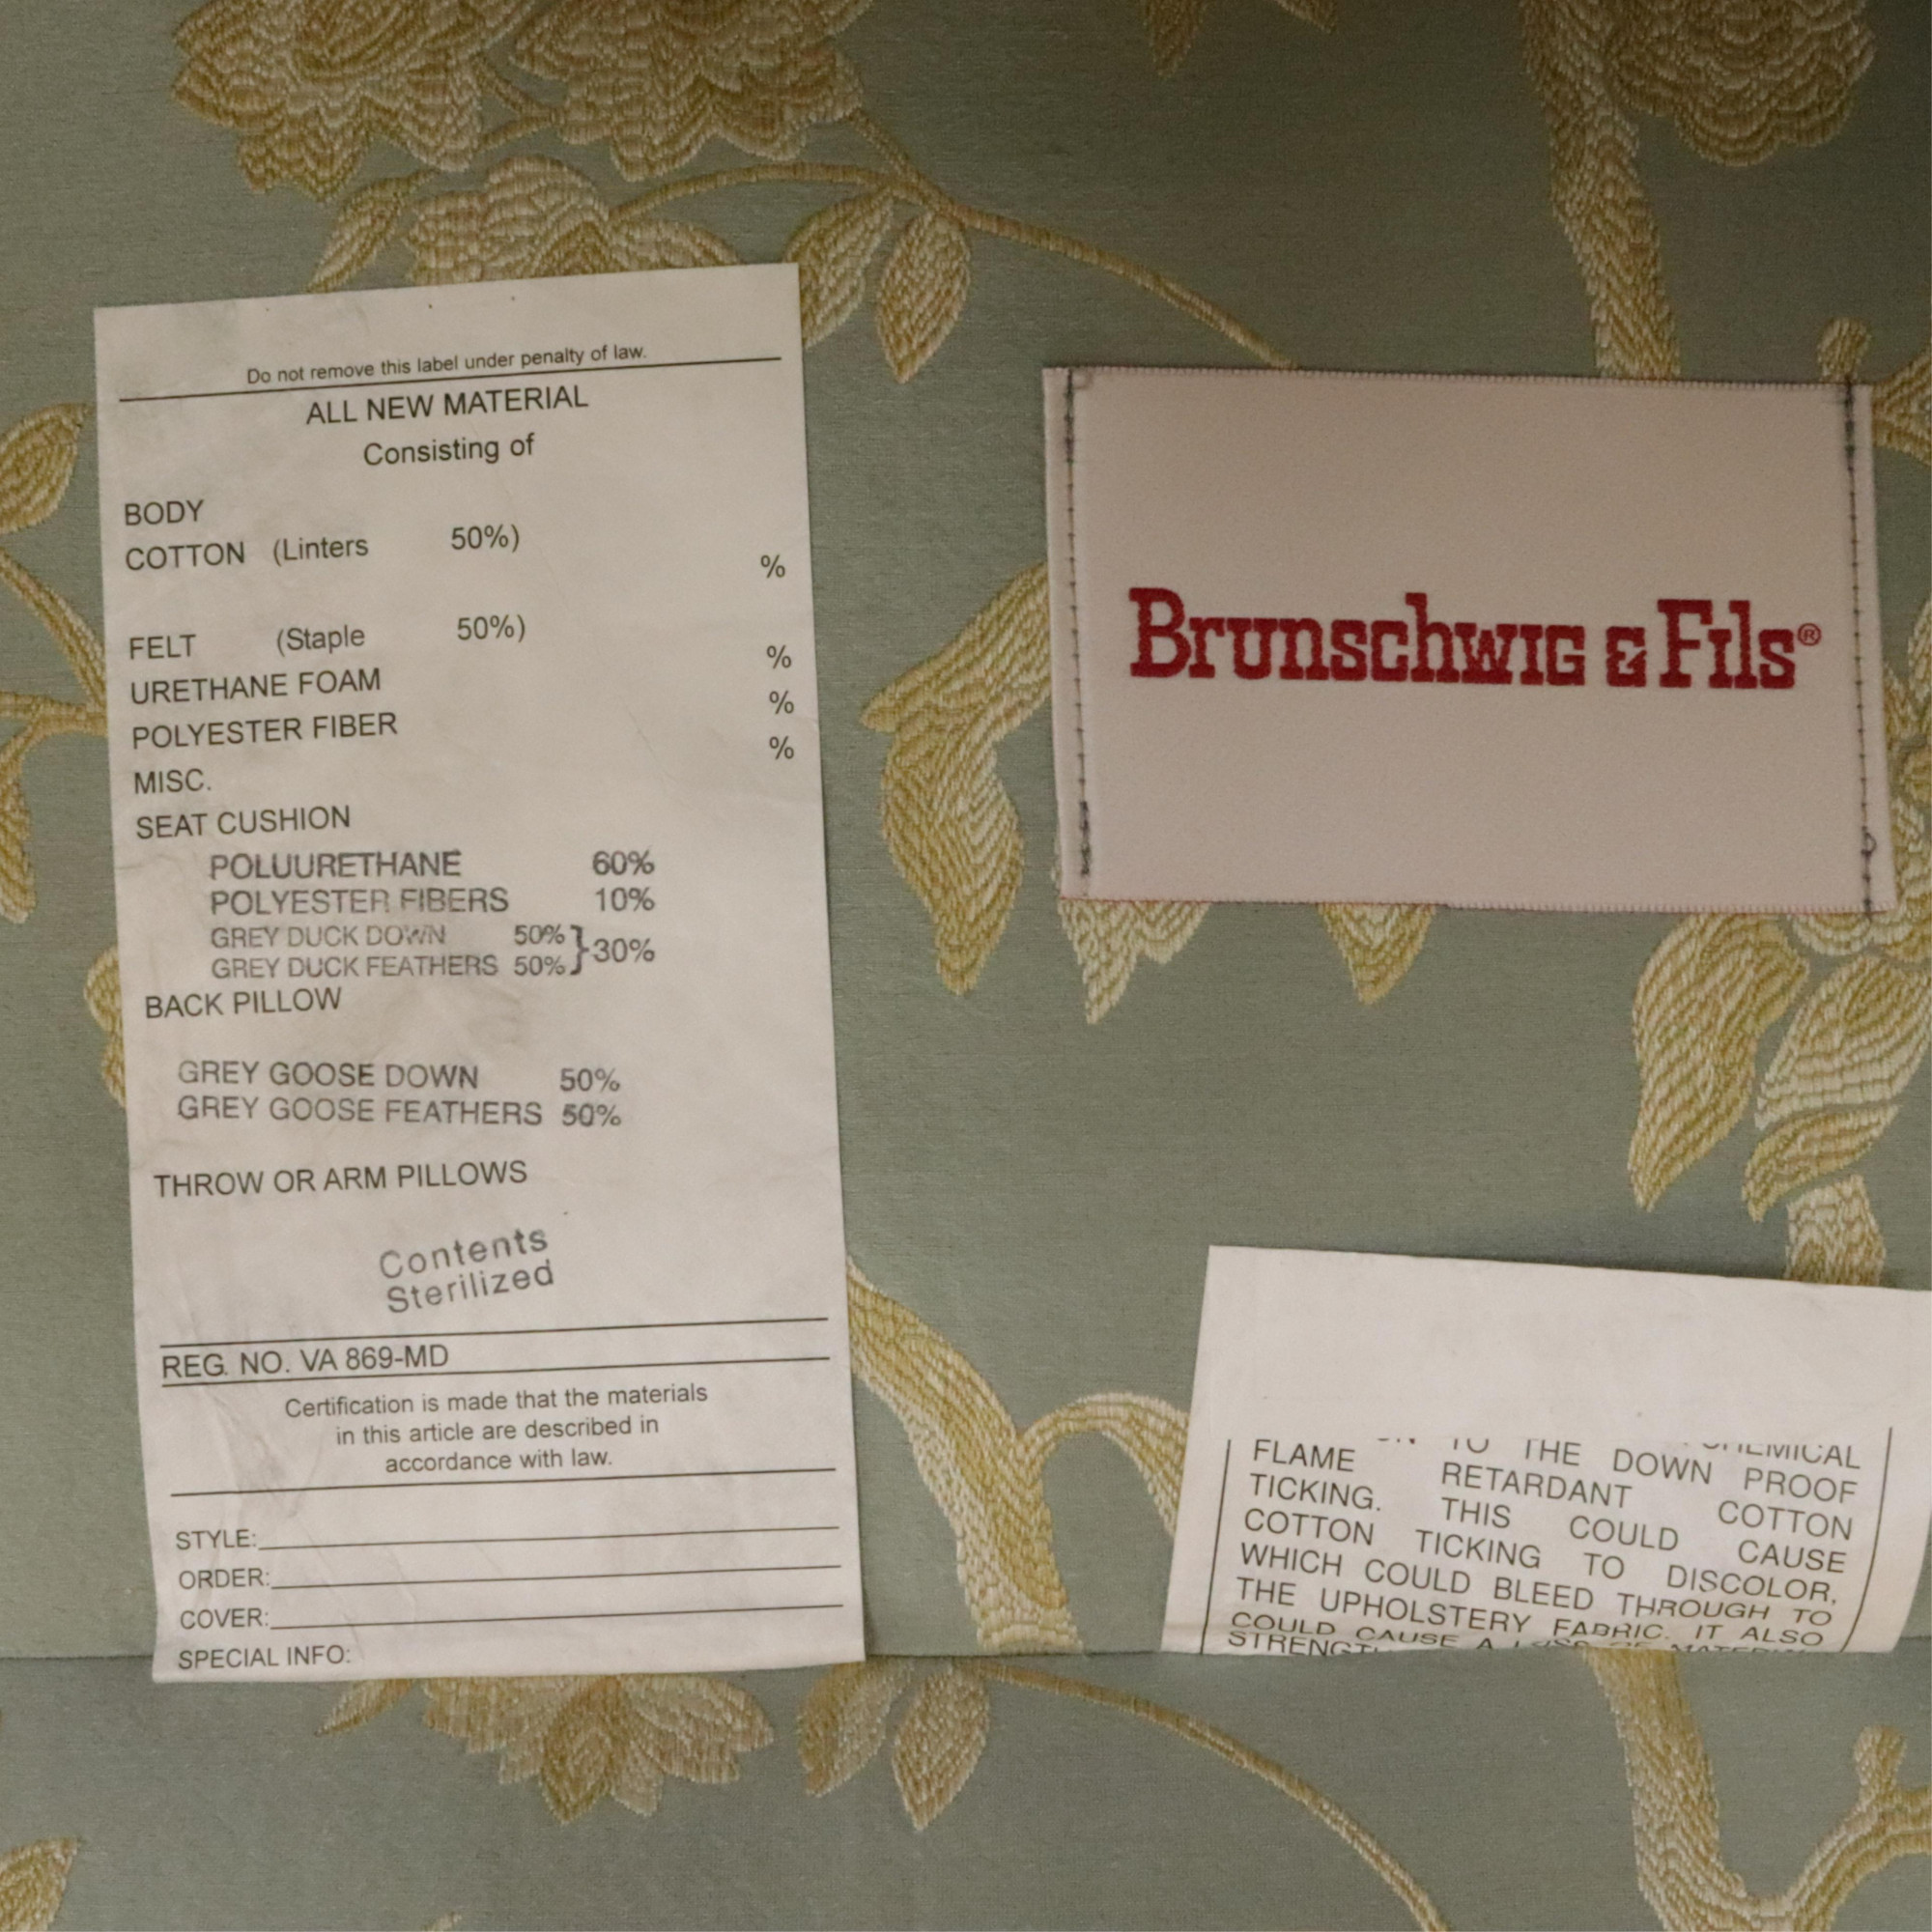 Do not remove this label under penalty of law.
ALL NEW MATERIAL
Consisting of
BODY
COTTON (Linters 50%) %
FELT (Staple 50%) %
URETHANE FOAM %
POLYESTER FIBER %
MISC.
SEAT CUSHION
POLUURETHANE 60%
POLYESTER FIBERS 10%
GREY DUCK DOWN 50%
GREY DUCK FEATHERS 50% }30%
BACK PILLOW
GREY GOOSE DOWN 50%
GREY GOOSE FEATHERS 50%
THROW OR ARM PILLOWS
Contents
Sterilized
REG. NO. VA 869-MD
Certification is made that the materials
in this article are described in
accordance with law.
STYLE:
ORDER:
COVER:
SPECIAL INFO:
Brunschwig & Fils®
TO THE CHEMICAL
FLAME DOWN PROOF
TICKING. RETARDANT COTTON
COTTON THIS COULD CAUSE
WHICH TICKING TO DISCOLOR,
THE COULD BLEED THROUGH TO
COULD UPHOLSTERY FABRIC. IT ALSO
CAUSE A